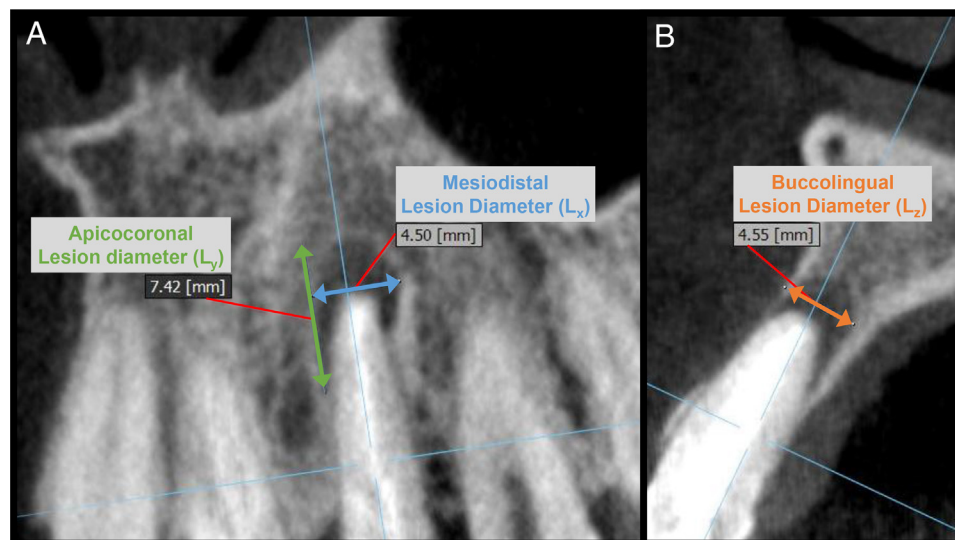 A
B
Mesiodistal
Lesion Diameter (Lx)
4.50 [mm]
Buccolingual
Lesion Diameter (Lz)
4.55 [mm]
Apicocoronal
Lesion diameter (Ly)
7.42 [mm]